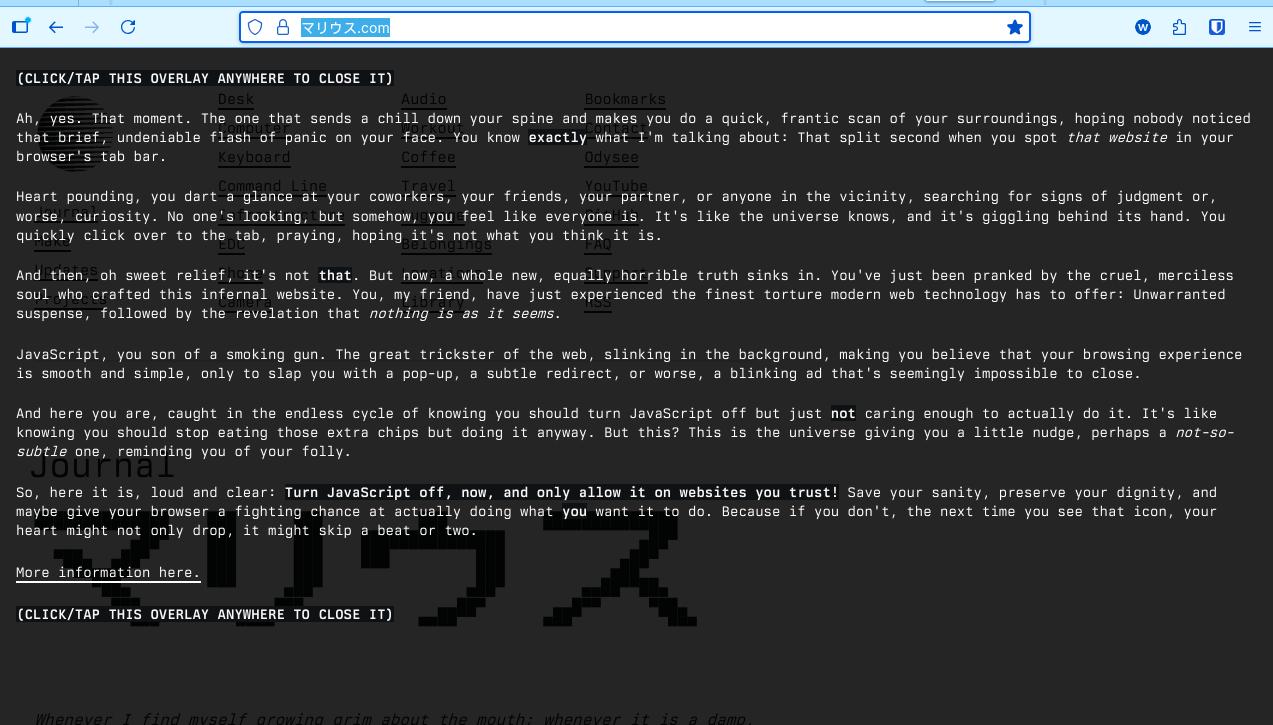 マリウス.com
(CLICK/TAP THIS OVERLAY ANYWHERE TO CLOSE IT)
Desk Audio Bookmarks
Ah, yes. That moment. The one that sends a chill down your spine and makes you do a quick, frantic scan of your surroundings, hoping nobody noticed
Computer Workout Contact
that brief, undeniable flash of panic on your face. You know exactly what I'm talking about: That split second when you spot that website in your
browser's tab bar.
Keyboard Coffee Odysee
Command Line Travel YouTube
Heart pounding, you dart a glance at your coworkers, your friends, your partner, or anyone in the vicinity, searching for signs of judgment or,
Journal
worse, curiosity. No one's looking, but somehow, you feel like everyone is. It's like the universe knows, and it's giggling behind its hand. You
quickly click over to the tab, praying, hoping it's not what you think it is.
Make EDC Belongings FAQ
Updates
And then, oh sweet relief, it's not that. But now, a whole new, equally horrible truth sinks in. You've just been pranked by the cruel, merciless
soul who crafted this infernal website. You, my friend, have just experienced the finest torture modern web technology has to offer: Unwarranted
Projects Camera Library RSS
suspense, followed by the revelation that nothing is as it seems.
JavaScript, you son of a smoking gun. The great trickster of the web, slinking in the background, making you believe that your browsing experience
is smooth and simple, only to slap you with a pop-up, a subtle redirect, or worse, a blinking ad that's seemingly impossible to close.
And here you are, caught in the endless cycle of knowing you should turn JavaScript off but just not caring enough to actually do it. It's like
knowing you should stop eating those extra chips but doing it anyway. But this? This is the universe giving you a little nudge, perhaps a not-so-
subtle one, reminding you of your folly.
Journal
So, here it is, loud and clear: Turn JavaScript off, now, and only allow it on websites you trust! Save your sanity, preserve your dignity, and
maybe give your browser a fighting chance at actually doing what you want it to do. Because if you don't, the next time you see that icon, your
heart might not only drop, it might skip a beat or two.
マリウス
More information here.
(CLICK/TAP THIS OVERLAY ANYWHERE TO CLOSE IT)
Whenever I find myself growing grim about the mouth; whenever it is a damp,